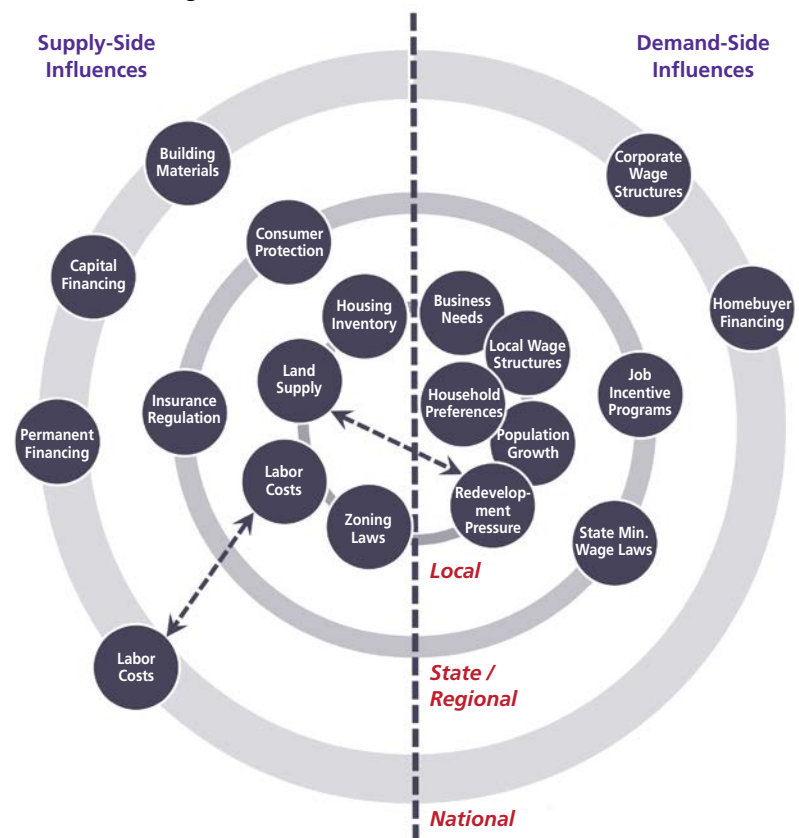 Supply-Side
Influences
Demand-Side
Influences
Building
Materials
Corporate
Wage
Structures
Consumer
Protection
Capital
Financing
Housing
Inventory
Business
Needs
Homebuyer
Financing
Local Wage
Structures
Land
Supply
Job
Incentive
Programs
Insurance
Regulation
Household
Preferences
Permanent
Financing
Population
Growth
Labor
Costs
Redevelop-
ment
Pressure
Zoning
Laws
State Min.
Wage Laws
Local
Labor
Costs
State /
Regional
National